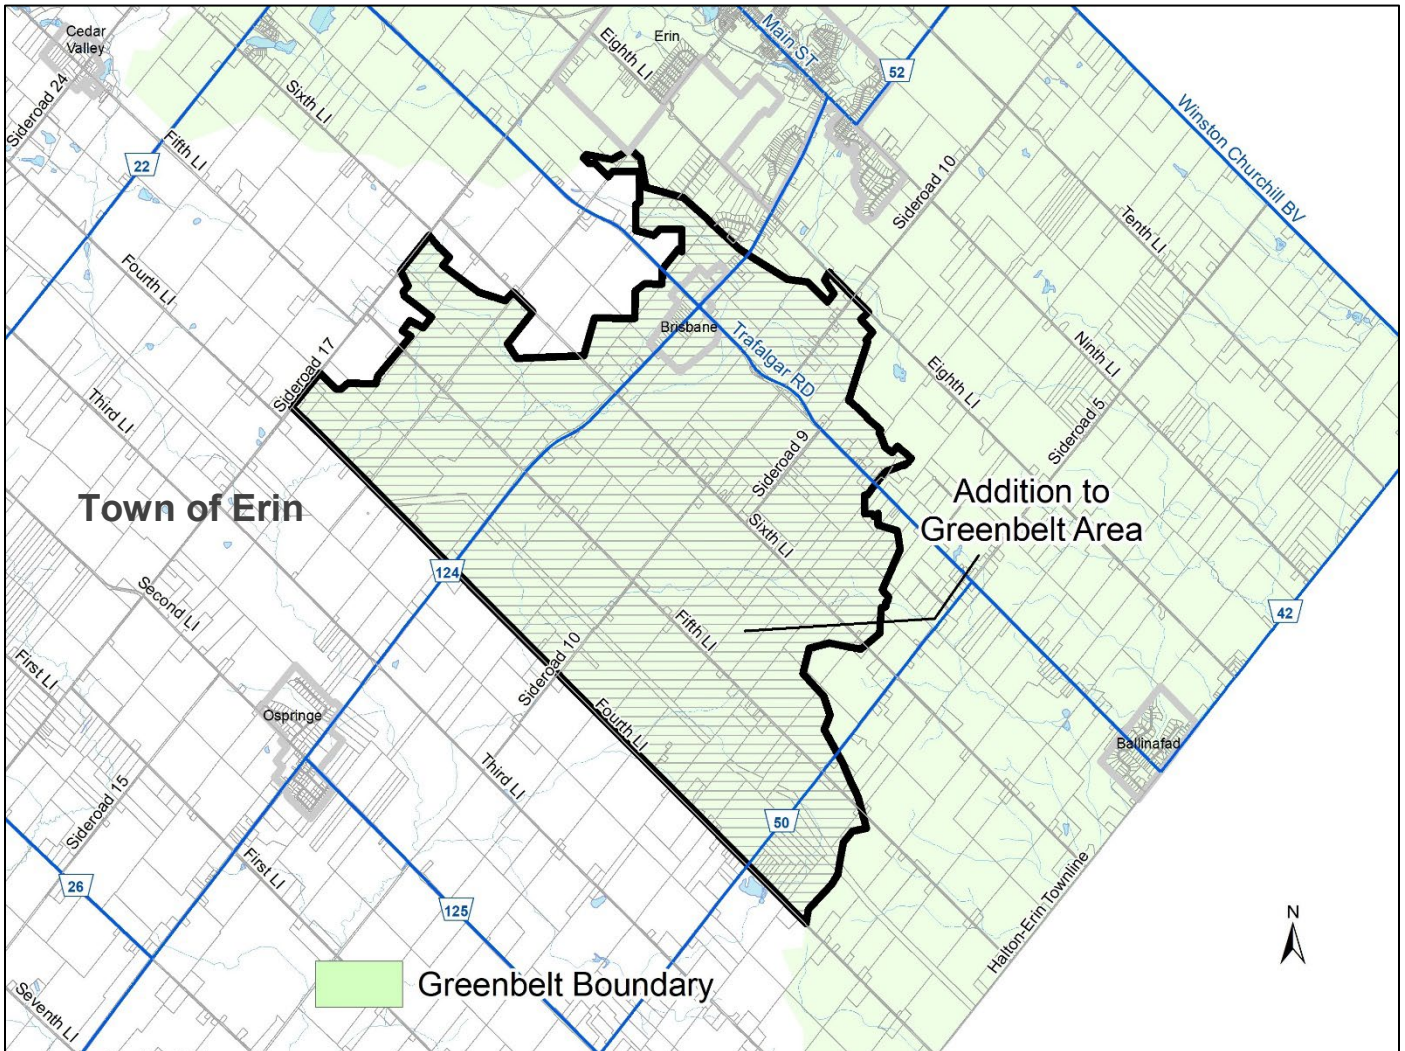 Cedar
Valley
Erin
Main ST
52
Eighth LI
Sideroad 24
Sixth LI
Winston Churchill BV
Fifth LI
22
Sideroad 10
Tenth LI
Fourth LI
Brisbane
Trafalgar RD
Ninth LI
Eighth LI
Sideroad 17
Third LI
Sideroad 5
Sideroad 9
Town of Erin
Addition to
Greenbelt Area
Sixth LI
124
Second LI
Fifth LI
42
First LI
Sideroad 10
Ospringe
Fourth LI
Ballinafad
Third LI
Sideroad 15
50
First LI
26
125
Halton-Erin Townline
N
Greenbelt Boundary
Seventh LI